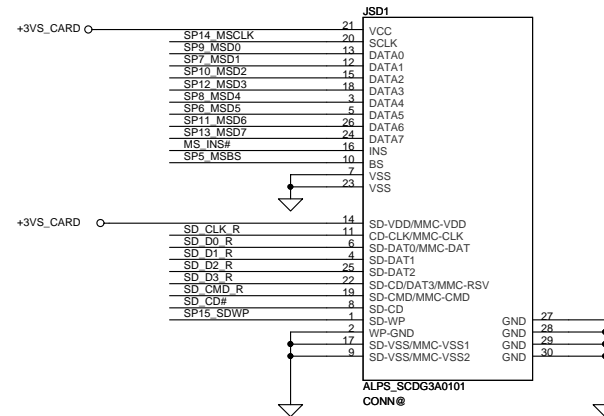 JSD1
+3VS_CARD 21 VCC
SP14_MSCLK 20 SCLK
SP9_MSD0 13 DATA0
SP7_MSD1 12 DATA1
SP10_MSD2 15 DATA2
SP12_MSD3 18 DATA3
SP8_MSD4 3 DATA4
SP6_MSD5 5 DATA5
SP11_MSD6 26 DATA6
SP13_MSD7 24 DATA7
MS_INS# 16 INS
SP5_MSBS 10 BS
7 VSS
23 VSS
+3VS_CARD 14 SD-VDD/MMC-VDD
SD_CLK_R 11 CD-CLK/MMC-CLK
SD_D0_R 6 SD-DAT0/MMC-DAT
SD_D1_R 4 SD-DAT1
SD_D2_R 25 SD-DAT2
SD_D3_R 22 SD-CD/DAT3/MMC-RSV
SD_CMD_R 19 SD-CMD/MMC-CMD
SD_CD# 8 SD-CD
SP15_SDWP 1 SD-WP GND 27
2 WP-GND GND 28
17 SD-VSS/MMC-VSS1 GND 29
9 SD-VSS/MMC-VSS2 GND 30
ALPS_SCDG3A0101
CONN@